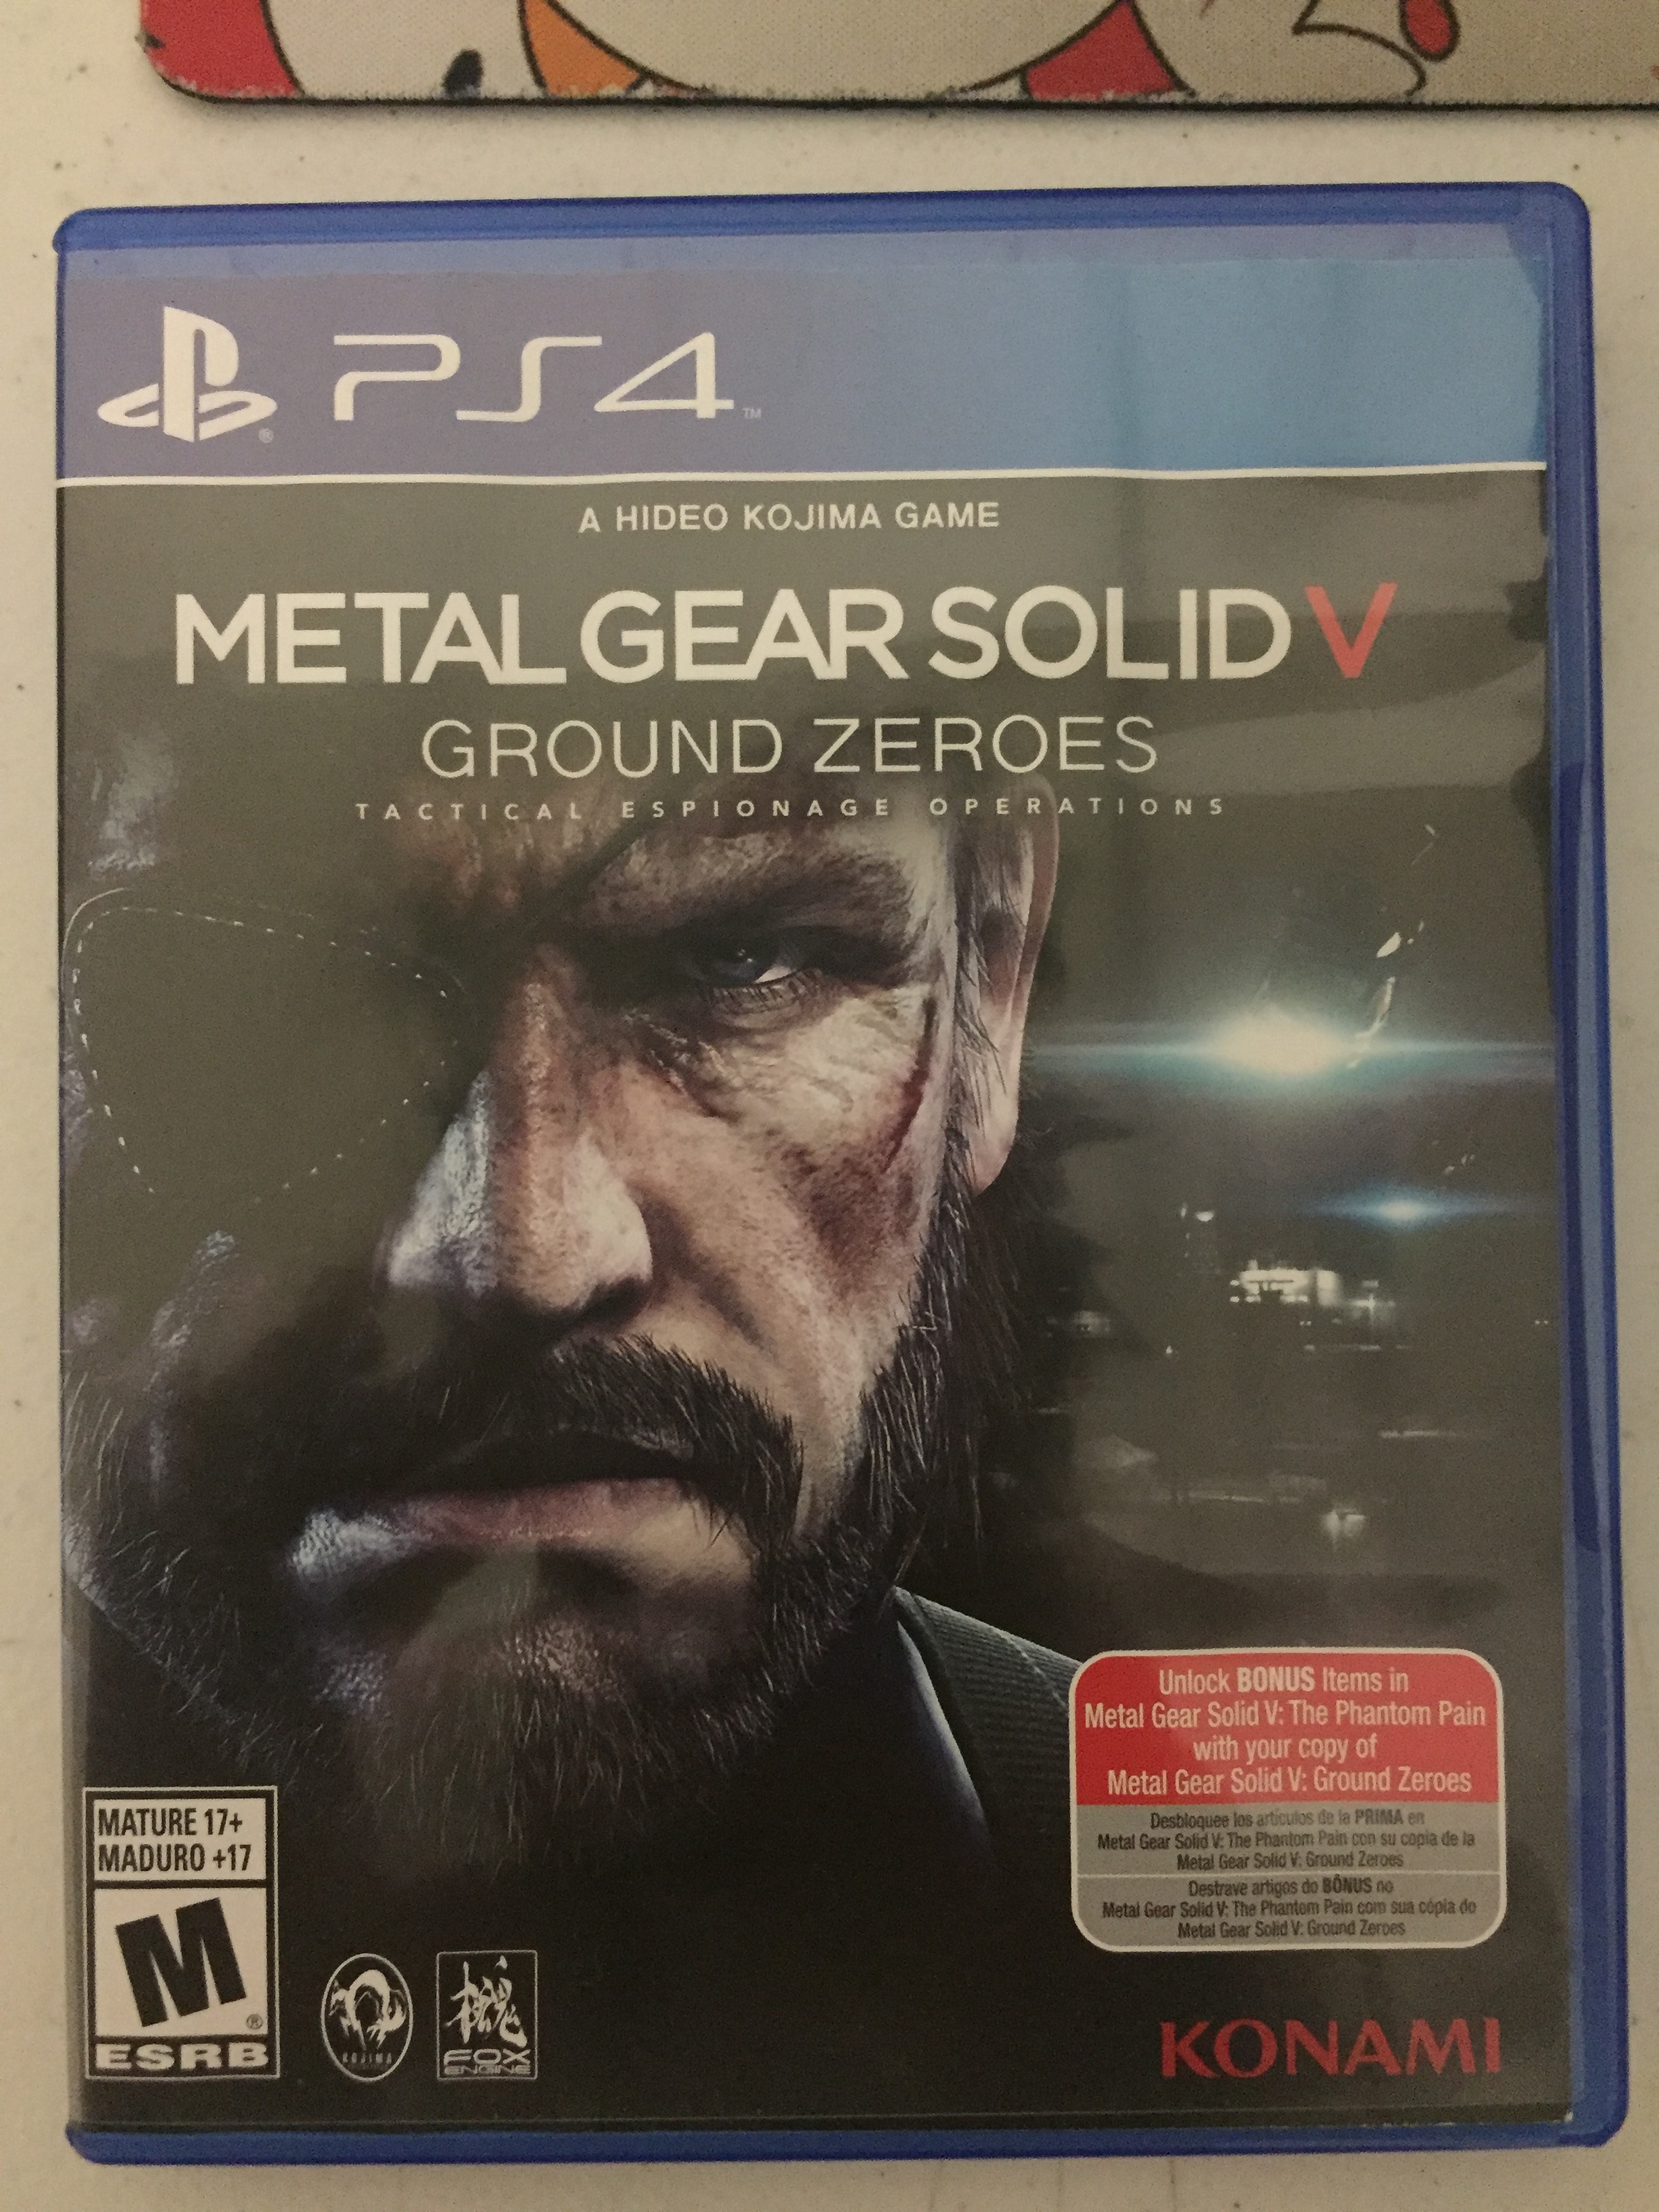 PS4™
A HIDEO KOJIMA GAME
METAL GEAR SOLID V
GROUND ZEROES
TACTICAL ESPIONAGE OPERATIONS
Unlock BONUS Items in
Metal Gear Solid V: The Phantom Pain
with your copy of
Metal Gear Solid V: Ground Zeroes
Desbloquee los artículos de la PRIMA en
Metal Gear Solid V: The Phantom Pain con su copia de la
Metal Gear Solid V: Ground Zeroes
Destrave artigos do BÔNUS no
Metal Gear Solid V: The Phantom Pain com sua cópia do
Metal Gear Solid V: Ground Zeroes
MATURE 17+
MADURO +17
M®
ESRB
KOJIMA
FOX
ENGINE
KONAMI